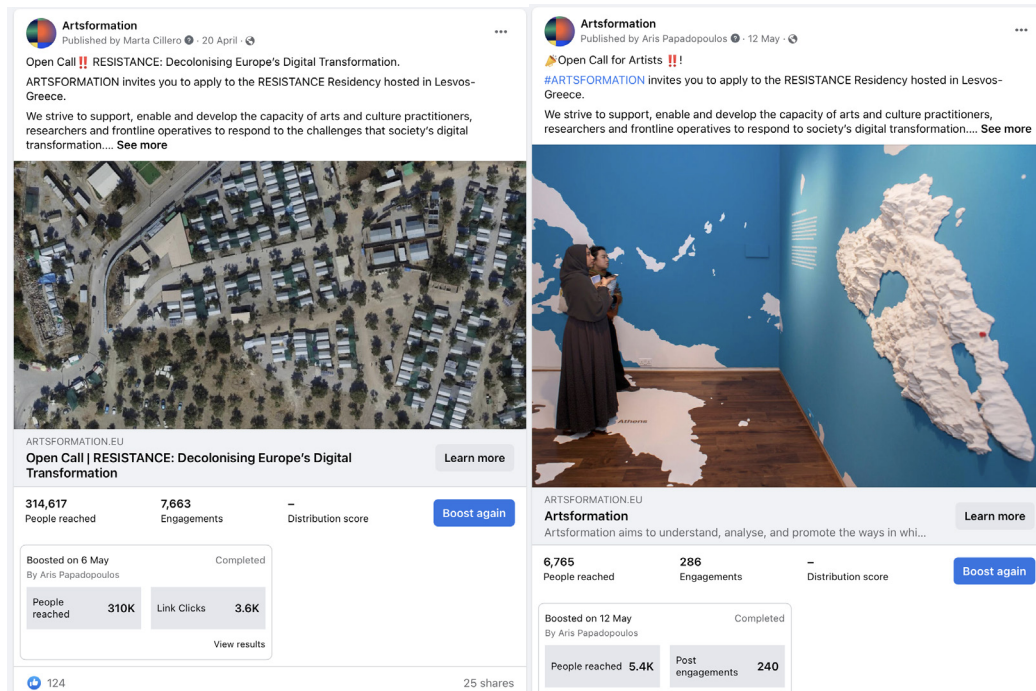 Artsformation
Published by Marta Cillero · 20 April ·
Open Call‼️ RESISTANCE: Decolonising Europe's Digital Transformation.
ARTSFORMATION invites you to apply to the RESISTANCE Residency hosted in Lesvos-
Greece.
We strive to support, enable and develop the capacity of arts and culture practitioners,
researchers and frontline operatives to respond to the challenges that society's digital
transformation.... See more
ARTSFORMATION.EU
Open Call | RESISTANCE: Decolonising Europe's Digital
Transformation
Learn more
314,617
People reached
7,663
Engagements
–
Distribution score
Boost again
Boosted on 6 May
Completed
By Aris Papadopoulos
People
reached
310K
Link Clicks
3.6K
View results
124
25 shares
Artsformation
Published by Aris Papadopoulos · 12 May ·
🎉Open Call for Artists ‼️!
#ARTSFORMATION invites you to apply to the RESISTANCE Residency hosted in Lesvos-
Greece.
We strive to support, enable and develop the capacity of arts and culture practitioners,
researchers and frontline operatives to respond to society's digital transformation.... See more
Athens
ARTSFORMATION.EU
Artsformation
Artsformation aims to understand, analyse, and promote the ways in whi...
Learn more
6,765
People reached
286
Engagements
–
Distribution score
Boost again
Boosted on 12 May
Completed
By Aris Papadopoulos
People reached
5.4K
Post
engagements
240